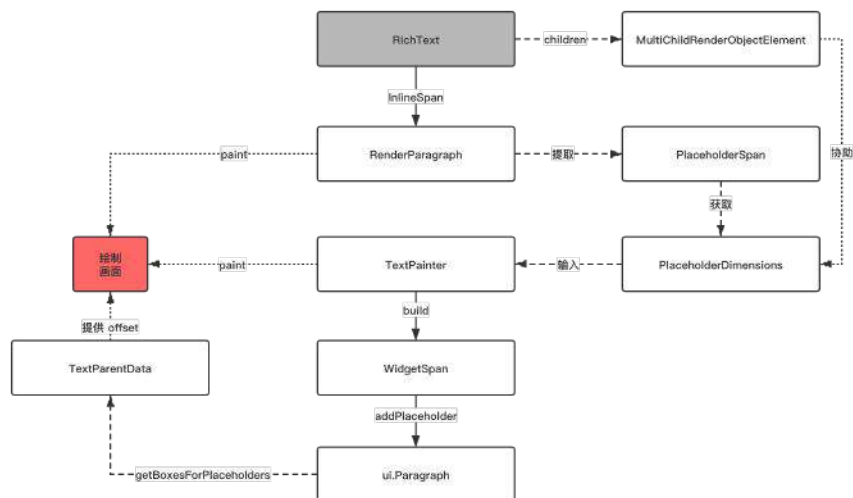 RichText
children
MultiChildRenderObjectElement
InlineSpan
paint
RenderParagraph
提取
PlaceholderSpan
协助
获取
绘制
画面
paint
TextPainter
输入
PlaceholderDimensions
提供 offset
build
TextParentData
WidgetSpan
addPlaceholder
getBoxesForPlaceholders
ui.Paragraph